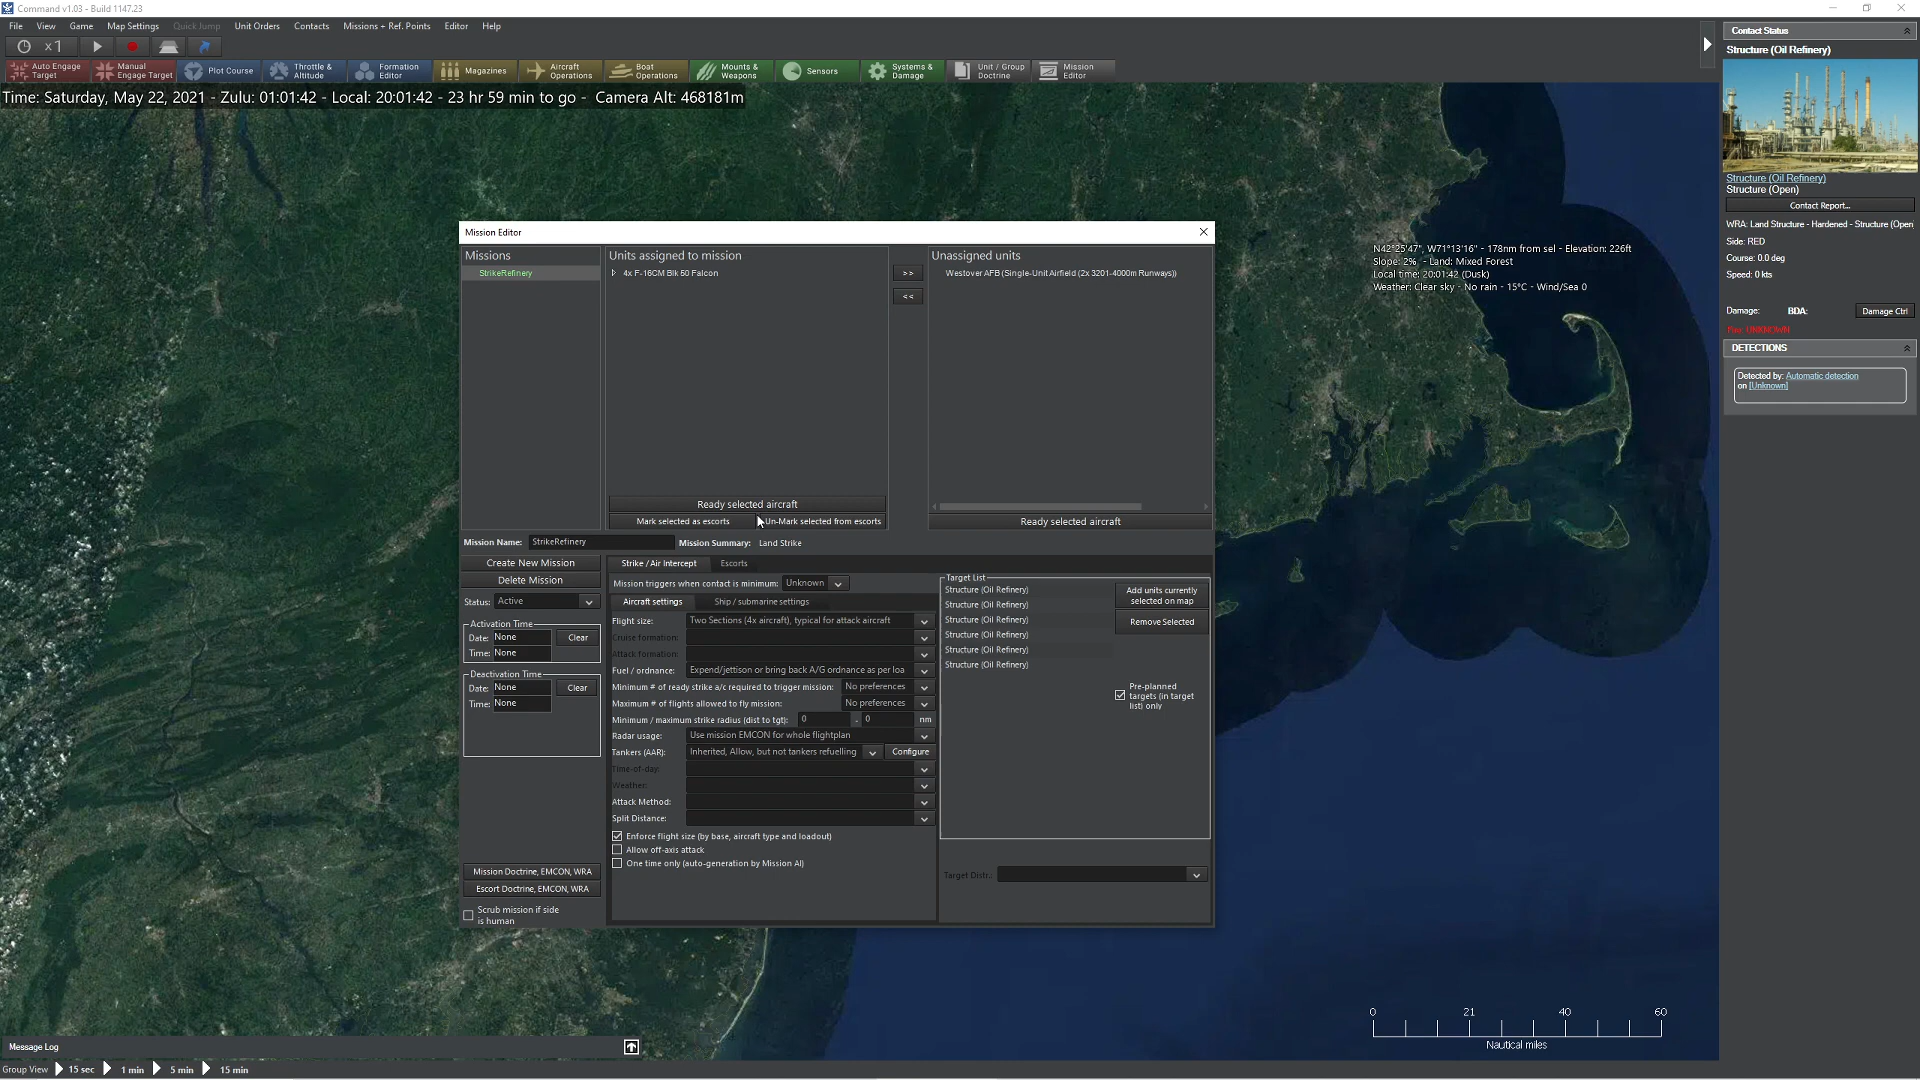 Command v1.03 - Build 1147.23
File View Game Map Settings Quick Jump Unit Orders Contacts Missions + Ref. Points Editor Help
x1
Auto Engage Target
Manual Engage Target
Plot Course
Throttle & Altitude
Formation Editor
Magazines
Aircraft Operations
Boat Operations
Mounts & Weapons
Sensors
Systems & Damage
Unit / Group Doctrine
Mission Editor
Time: Saturday, May 22, 2021 - Zulu: 01:01:42 - Local: 20:01:42 - 23 hr 59 min to go - Camera Alt: 468181m
Mission Editor
Missions
StrikeRefinery
Units assigned to mission
4x F-16CM Blk 50 Falcon
>>
<<
Unassigned units
Westover AFB (Single-Unit Airfield (2x 3201-4000m Runways))
Ready selected aircraft
Mark selected as escorts
Un-Mark selected from escorts
Ready selected aircraft
Mission Name: StrikeRefinery
Mission Summary: Land Strike
Create New Mission
Delete Mission
Status: Active
Activation Time
Date: None Clear
Time: None
Deactivation Time
Date: None Clear
Time: None
Mission Doctrine, EMCON, WRA
Escort Doctrine, EMCON, WRA
Scrub mission if side
is human
Strike / Air Intercept
Escorts
Mission triggers when contact is minimum: Unknown
Aircraft settings
Ship / submarine settings
Flight size: Two Sections (4x aircraft), typical for attack aircraft
Cruise formation:
Attack formation:
Fuel / ordnance: Expend/jettison or bring back A/G ordnance as per loa
Minimum # of ready strike a/c required to trigger mission: No preferences
Maximum # of flights allowed to fly mission: No preferences
Minimum / maximum strike radius (dist to tgt): 0 - 0 nm
Radar usage: Use mission EMCON for whole flightplan
Tankers (AAR): Inherited, Allow, but not tankers refuelling Configure
Time-of-day:
Weather:
Attack Method:
Split Distance:
Enforce flight size (by base, aircraft type and loadout)
Allow off-axis attack
One time only (auto-generation by Mission AI)
Target List
Structure (Oil Refinery)
Structure (Oil Refinery)
Structure (Oil Refinery)
Structure (Oil Refinery)
Structure (Oil Refinery)
Structure (Oil Refinery)
Add units currently
selected on map
Remove Selected
Pre-planned
targets (in target
list) only
Target Distr.:
N42°25'47", W71°13'16" - 178nm from sel - Elevation: 226ft
Slope: 2% - Land: Mixed Forest
Local time: 20:01:42 (Dusk)
Weather: Clear sky - No rain - 15°C - Wind/Sea 0
Contact Status
Structure (Oil Refinery)
Structure (Oil Refinery)
Structure (Open)
Contact Report...
WRA: Land Structure - Hardened - Structure (Open
Side: RED
Course: 0.0 deg
Speed: 0 kts
Damage: BDA: Damage Ctrl
UNKNOWN
DETECTIONS
Detected by: Automatic detection
on [Unknown]
0 21 40 60
Nautical miles
Message Log
Group View 15 sec 1 min 5 min 15 min